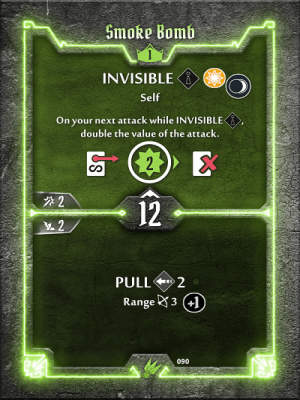 Smoke Bomb
1
INVISIBLE
Self
On your next attack while INVISIBLE ,
double the value of the attack.
S 2
2
12
2
PULL 2
Range 3 +1
090